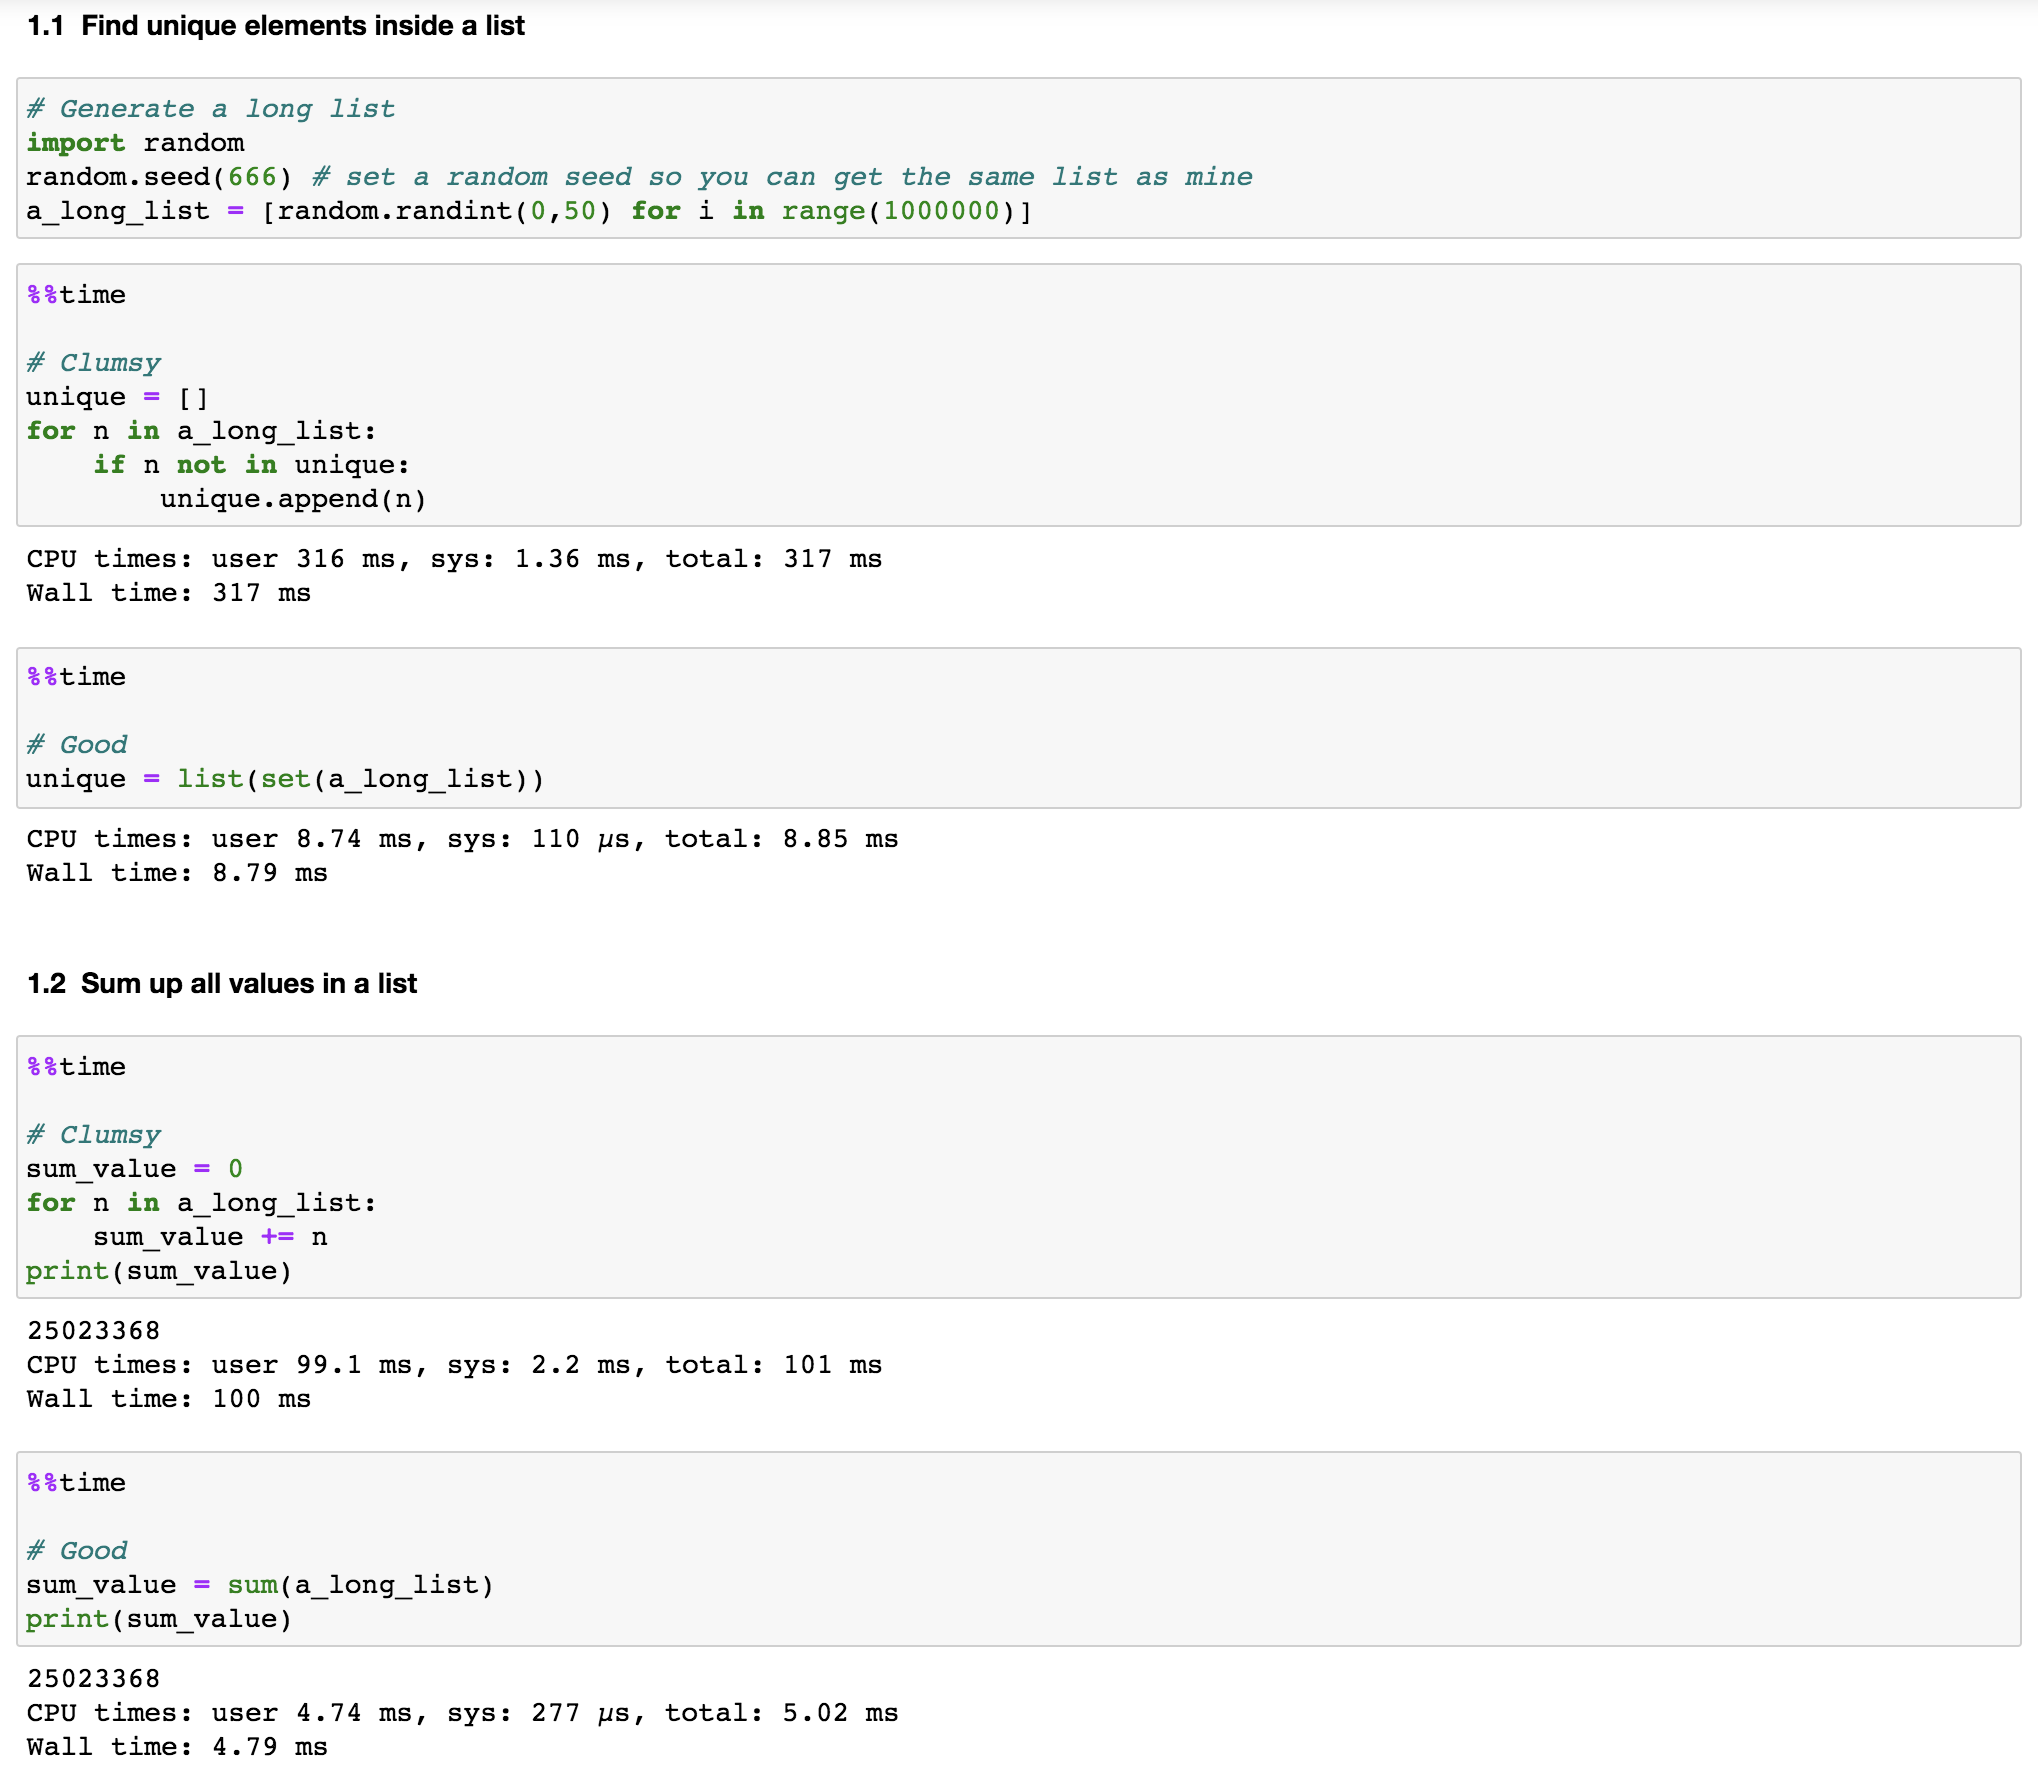 1.1 Find unique elements inside a list
# Generate a long list
import random
random.seed(666) # set a random seed so you can get the same list as mine
a_long_list = [random.randint(0,50) for i in range(1000000)]
%%time
# Clumsy
unique = []
for n in a_long_list:
    if n not in unique:
        unique.append(n)
CPU times: user 316 ms, sys: 1.36 ms, total: 317 ms
Wall time: 317 ms
%%time
# Good
unique = list(set(a_long_list))
CPU times: user 8.74 ms, sys: 110 µs, total: 8.85 ms
Wall time: 8.79 ms
1.2 Sum up all values in a list
%%time
# Clumsy
sum_value = 0
for n in a_long_list:
    sum_value += n
print(sum_value)
25023368
CPU times: user 99.1 ms, sys: 2.2 ms, total: 101 ms
Wall time: 100 ms
%%time
# Good
sum_value = sum(a_long_list)
print(sum_value)
25023368
CPU times: user 4.74 ms, sys: 277 µs, total: 5.02 ms
Wall time: 4.79 ms